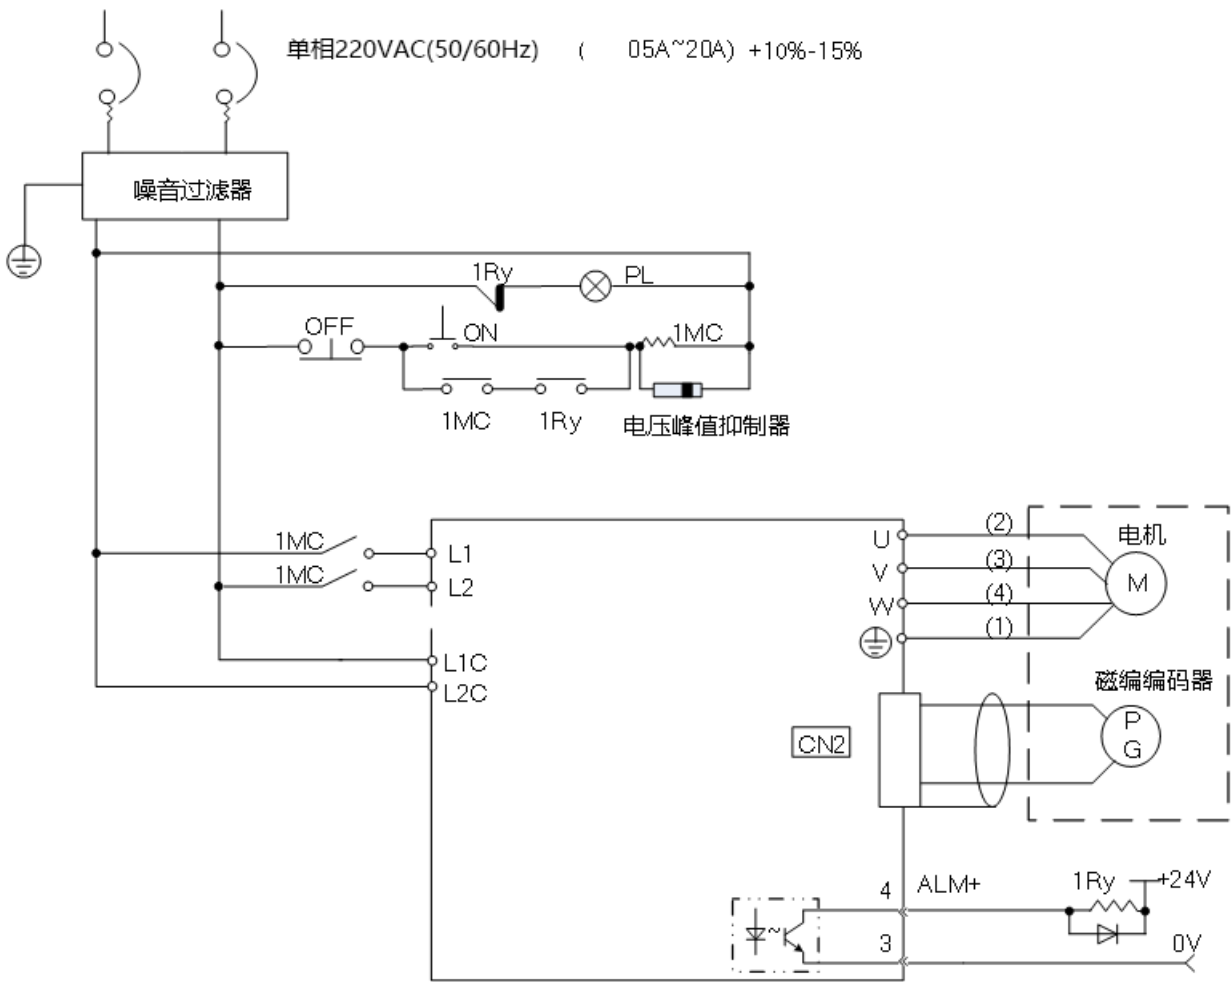 单相220VAC(50/60Hz) ( 05A~20A) +10%-15%
噪音过滤器
1Ry
PL
OFF
ON
1MC
1MC
1Ry
电压峰值抑制器
1MC
L1
1MC
L2
L1C
L2C
U
(2)
V
(3)
W
(4)
(1)
电机
M
磁编编码器
P
G
CN2
4
ALM+
1Ry
+24V
~
3
0V